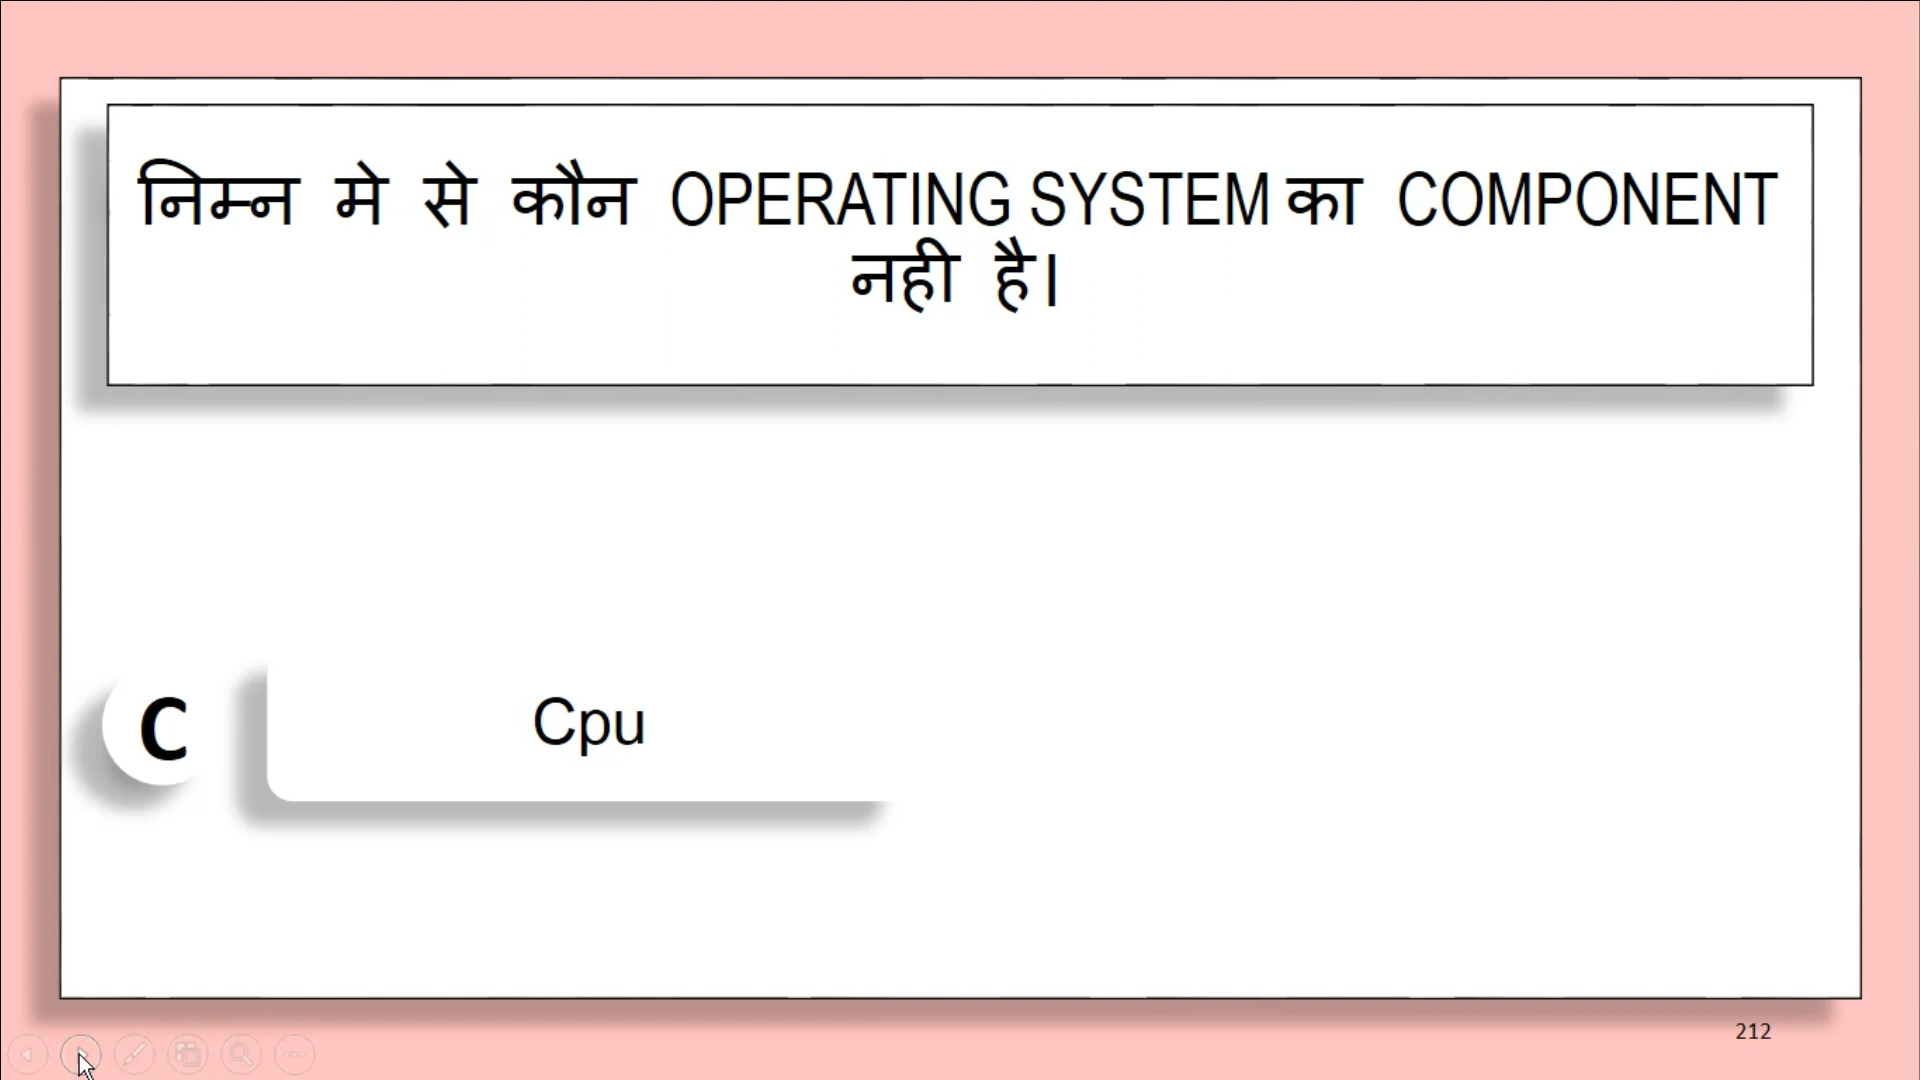 निम्न मे से कौन OPERATING SYSTEM का COMPONENT
नही है।
C
Cpu
212